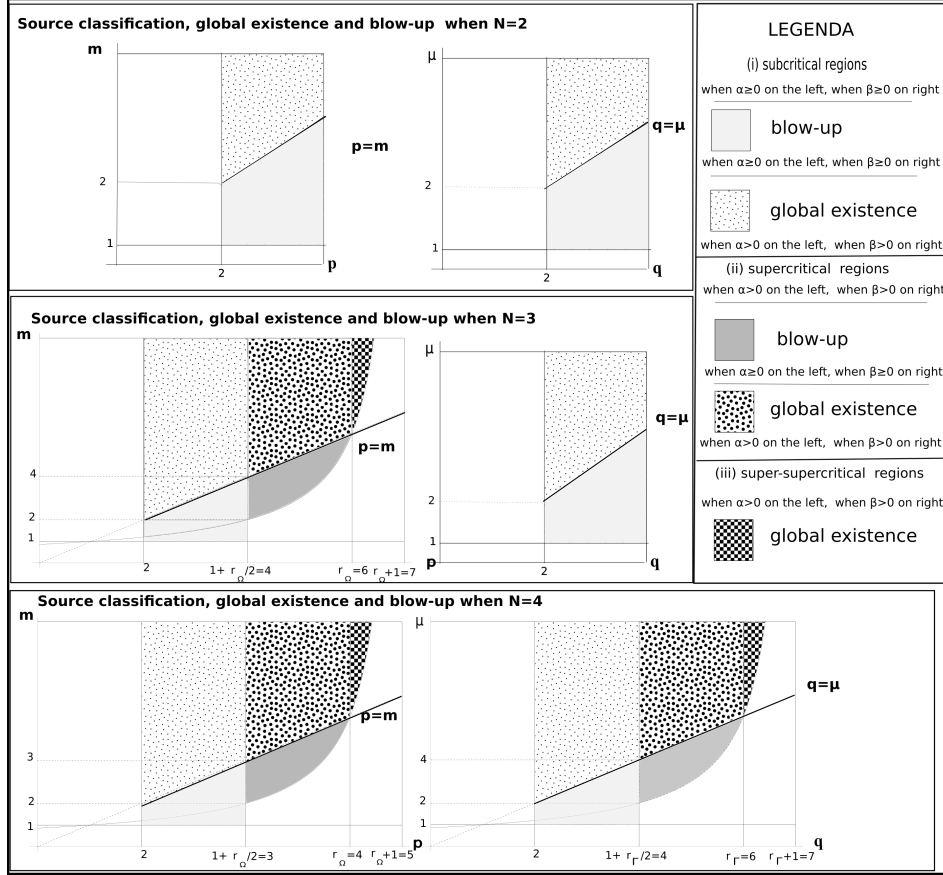 Source classification, global existence and blow-up when N=2
m
2
1
2
p
p=m
μ
2
1
2
q
q=μ
Source classification, global existence and blow-up when N=3
m
4
2
1
2
1+ r_Ω/2=4
r_Ω=6 r_Ω+1=7
p=m
p
μ
2
1
2
q
q=μ
Source classification, global existence and blow-up when N=4
m
3
2
1
2
1+ r_Ω/2=3
r_Ω=4 r_Ω+1=5
p=m
p
μ
4
2
1
2
1+ r_Γ/2=4
r_Γ=6 r_Γ+1=7
q
q=μ
LEGENDA
(i) subcritical regions
when α≥0 on the left, when β≥0 on right
blow-up
when α≥0 on the left, when β≥0 on right
global existence
when α>0 on the left, when β>0 on right
(ii) supercritical regions
when α>0 on the left, when β>0 on right
blow-up
when α≥0 on the left, when β≥0 on right
global existence
when α>0 on the left, when β>0 on right
(iii) super-supercritical regions
when α>0 on the left, when β>0 on right
global existence